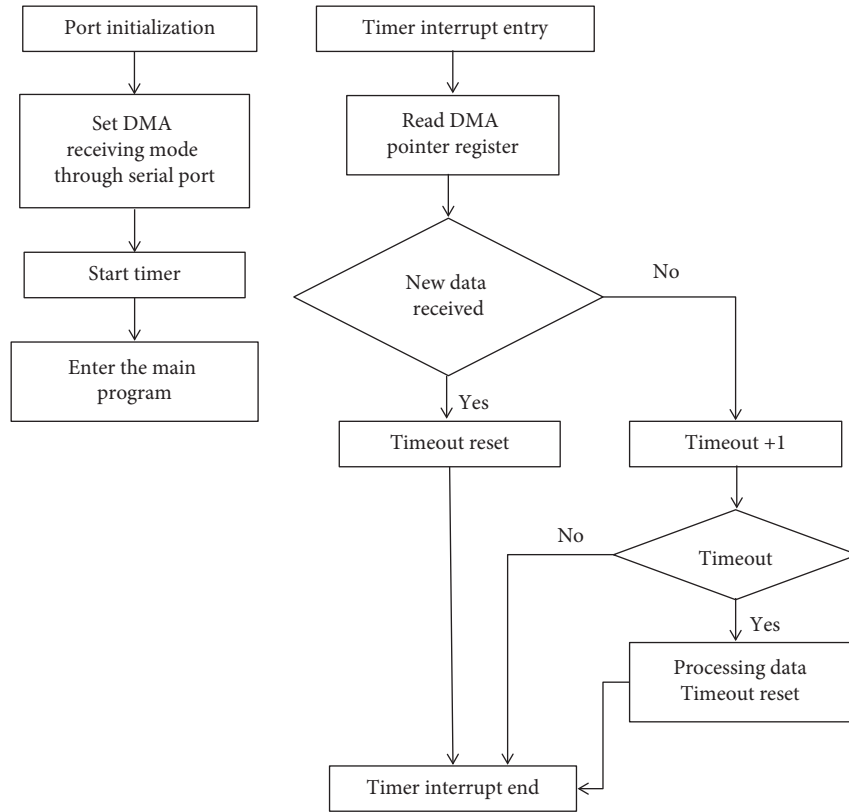 Port initialization
Set DMA
receiving mode
through serial port
Start timer
Enter the main
program
Timer interrupt entry
Read DMA
pointer register
New data
received
No
Yes
Timeout reset
Timeout +1
No
Timeout
Yes
Processing data
Timeout reset
Timer interrupt end